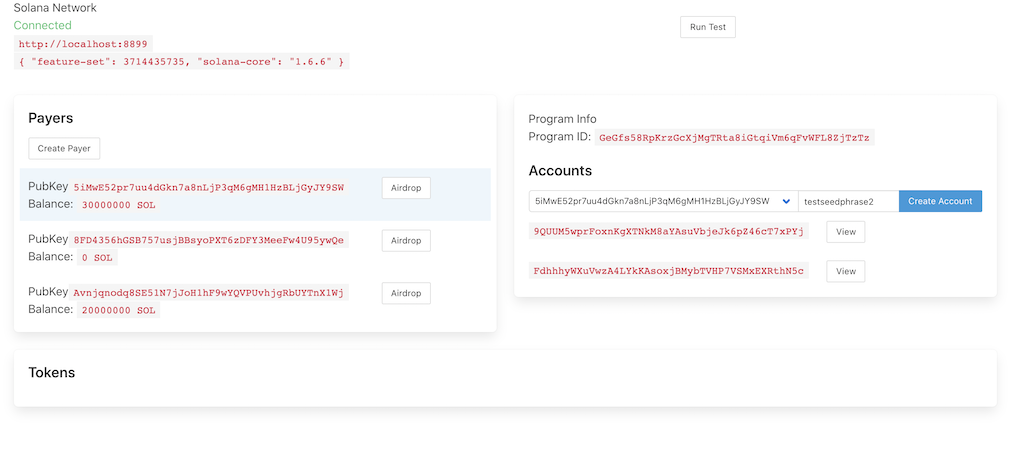 Solana Network
Connected
http://localhost:8899
{ "feature-set": 3714435735, "solana-core": "1.6.6" }
Run Test
Payers
Create Payer
PubKey 5iMwE52pr7uu4dGkn7a8nLjP3qM6gMH1HzBLjGyJY9SW
Airdrop
Balance: 30000000 SOL
PubKey 8FD4356hGSB757usjBBsyoPXT6zDFY3MeeFw4U95ywQe
Airdrop
Balance: 0 SOL
PubKey Avnjqnodq8SE51N7jJoH1hF9wYQVPUvhjgRbUYTnX1Wj
Airdrop
Balance: 20000000 SOL
Program Info
Program ID: GeGfs58RpKrzGcXjMgTRta8iGtqiVm6qFvWFL8ZjTzTz
Accounts
5iMwE52pr7uu4dGkn7a8nLjP3qM6gMH1HzBLjGyJY9SW
testseedphrase2
Create Account
9QUUM5wprFoxnKgXTNkM8aYAsuVbjeJk6pZ46cT7xPYj
View
FdhhhyWXuVwzA4LYkKAsoxjBMybTVHP7VSMxEXRthN5c
View
Tokens